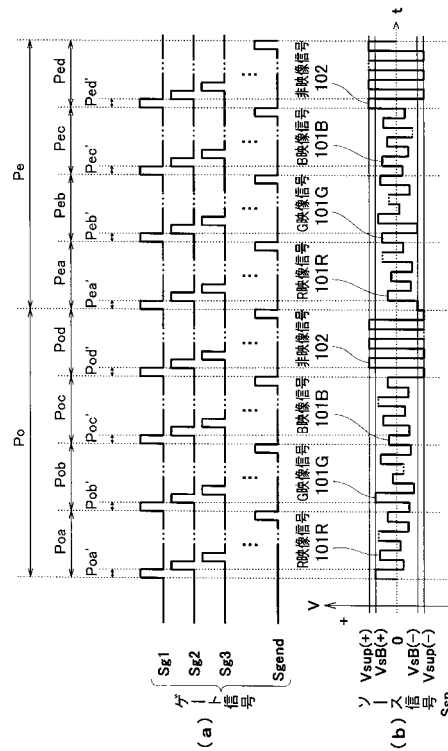 Po
Pe
Poa
Pob
Poc
Pod
Pea
Peb
Pec
Ped
Poa'
Pob'
Poc'
Pod'
Pea'
Peb'
Pec'
Ped'
(a)
ゲート信号
Sg1
Sg2
Sg3
Sgend
V
+
R映像信号
101R
G映像信号
101G
B映像信号
101B
非映像信号
102
R映像信号
101R
G映像信号
101G
B映像信号
101B
非映像信号
102
t
(b)
ソース信号
Ssn
Vsup(+)
VsB(+)
0
VsB(-)
Vsup(-)